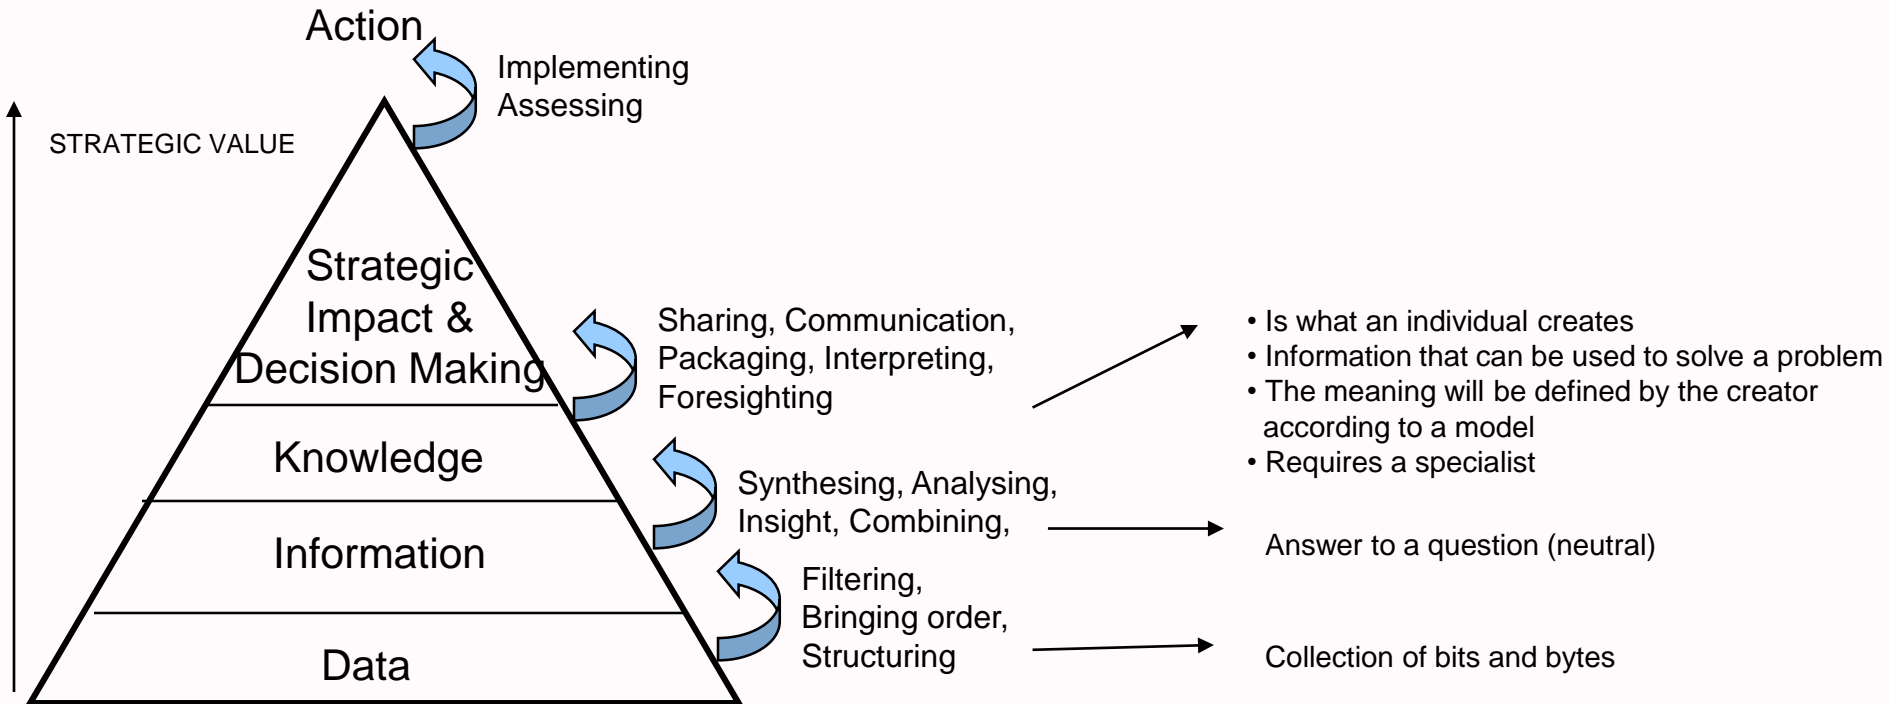 Action
Implementing
Assessing
STRATEGIC VALUE
Strategic
Impact &
Decision Making
Sharing, Communication,
Packaging, Interpreting,
Foresighting
• Is what an individual creates
• Information that can be used to solve a problem
• The meaning will be defined by the creator
according to a model
• Requires a specialist
Knowledge
Synthesing, Analysing,
Insight, Combining,
Answer to a question (neutral)
Information
Filtering,
Bringing order,
Structuring
Collection of bits and bytes
Data